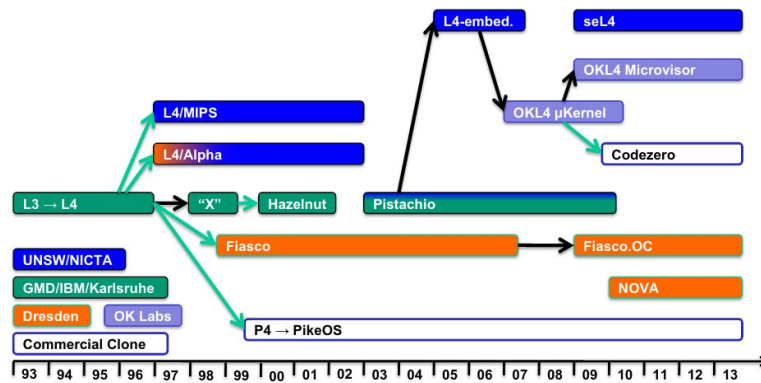 L4-embed.
seL4
OKL4 Microvisor
L4/MIPS
OKL4 µKernel
L4/Alpha
Codezero
L3 → L4
“X”
Hazelnut
Pistachio
Fiasco
Fiasco.OC
UNSW/NICTA
GMD/IBM/Karlsruhe
NOVA
Dresden
OK Labs
P4 → PikeOS
Commercial Clone
93 94 95 96 97 98 99 00 01 02 03 04 05 06 07 08 09 10 11 12 13